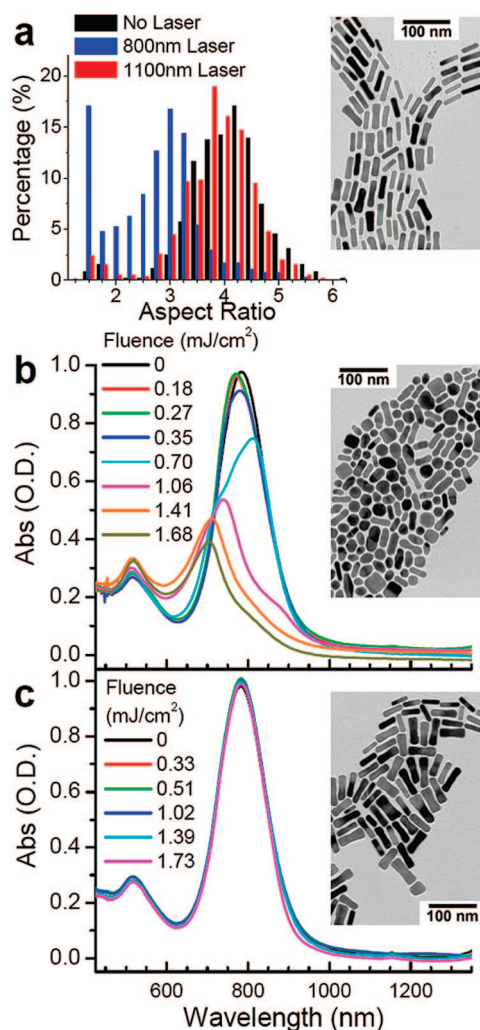 a
No Laser
800nm Laser
1100nm Laser
100 nm
Percentage (%)
20
15
10
5
0
2 3 4 5 6
Aspect Ratio
b
Fluence (mJ/cm²)
0
0.18
0.27
0.35
0.70
1.06
1.41
1.68
100 nm
Abs (O.D.)
1.0
0.8
0.6
0.4
0.2
0.0
c
Fluence
(mJ/cm²)
0
0.33
0.51
1.02
1.39
1.73
100 nm
Abs (O.D.)
1.0
0.8
0.6
0.4
0.2
0.0
600 800 1000 1200
Wavelength (nm)